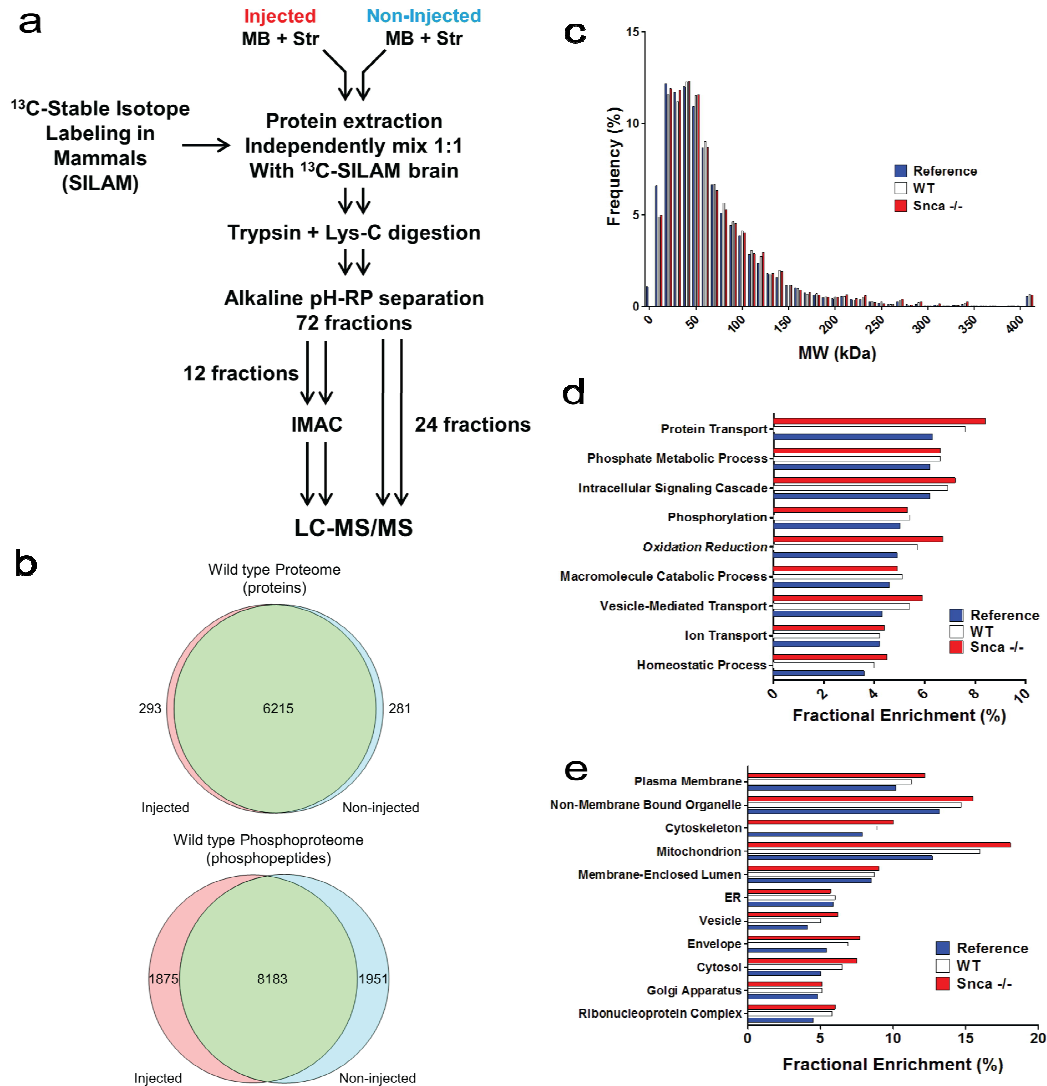 a
Injected
MB + Str
Non-Injected
MB + Str
13C-Stable Isotope
Labeling in
Mammals
(SILAM)
Protein extraction
Independently mix 1:1
With 13C-SILAM brain
Trypsin + Lys-C digestion
Alkaline pH-RP separation
72 fractions
12 fractions
IMAC
24 fractions
LC-MS/MS
b
Wild type Proteome
(proteins)
293
6215
281
Injected
Non-injected
Wild type Phosphoproteome
(phosphopeptides)
1875
8183
1951
Injected
Non-injected
c
15
10
5
0
Frequency (%)
0
50
100
150
200
250
300
350
400
MW (kDa)
Reference
WT
Snca -/-
d
Protein Transport
Phosphate Metabolic Process
Intracellular Signaling Cascade
Phosphorylation
Oxidation Reduction
Macromolecule Catabolic Process
Vesicle-Mediated Transport
Ion Transport
Homeostatic Process
0
2
4
6
8
10
Fractional Enrichment (%)
Reference
WT
Snca -/-
e
Plasma Membrane
Non-Membrane Bound Organelle
Cytoskeleton
Mitochondrion
Membrane-Enclosed Lumen
ER
Vesicle
Envelope
Cytosol
Golgi Apparatus
Ribonucleoprotein Complex
0
5
10
15
20
Fractional Enrichment (%)
Reference
WT
Snca -/-